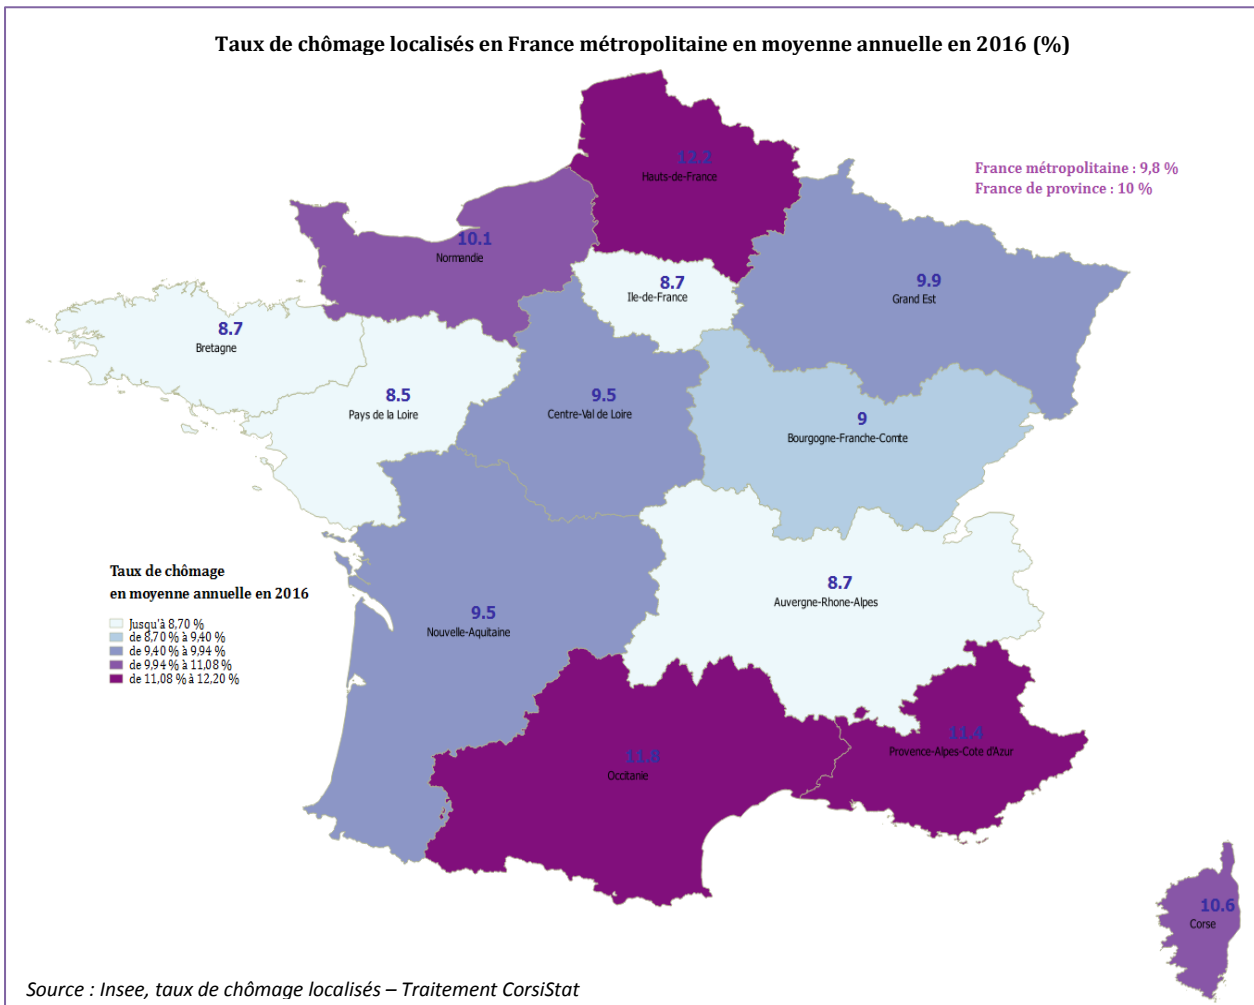 Taux de chômage localisés en France métropolitaine en moyenne annuelle en 2016 (%)
12.2
Hauts-de-France
France métropolitaine : 9,8 %
France de province : 10 %
10.1
Normandie
8.7
Ile-de-France
9.9
Grand Est
8.7
Bretagne
8.5
Pays de la Loire
9.5
Centre-Val de Loire
9
Bourgogne-Franche-Comte
8.7
Auvergne-Rhone-Alpes
9.5
Nouvelle-Aquitaine
Taux de chômage
en moyenne annuelle en 2016
Jusqu'à 8,70 %
de 8,70 % à 9,40 %
de 9,40 % à 9,94 %
de 9,94 % à 11,08 %
de 11,08 % à 12,20 %
11.4
Provence-Alpes-Cote d'Azur
11.8
Occitanie
10.6
Corse
Source : Insee, taux de chômage localisés – Traitement CorsiStat